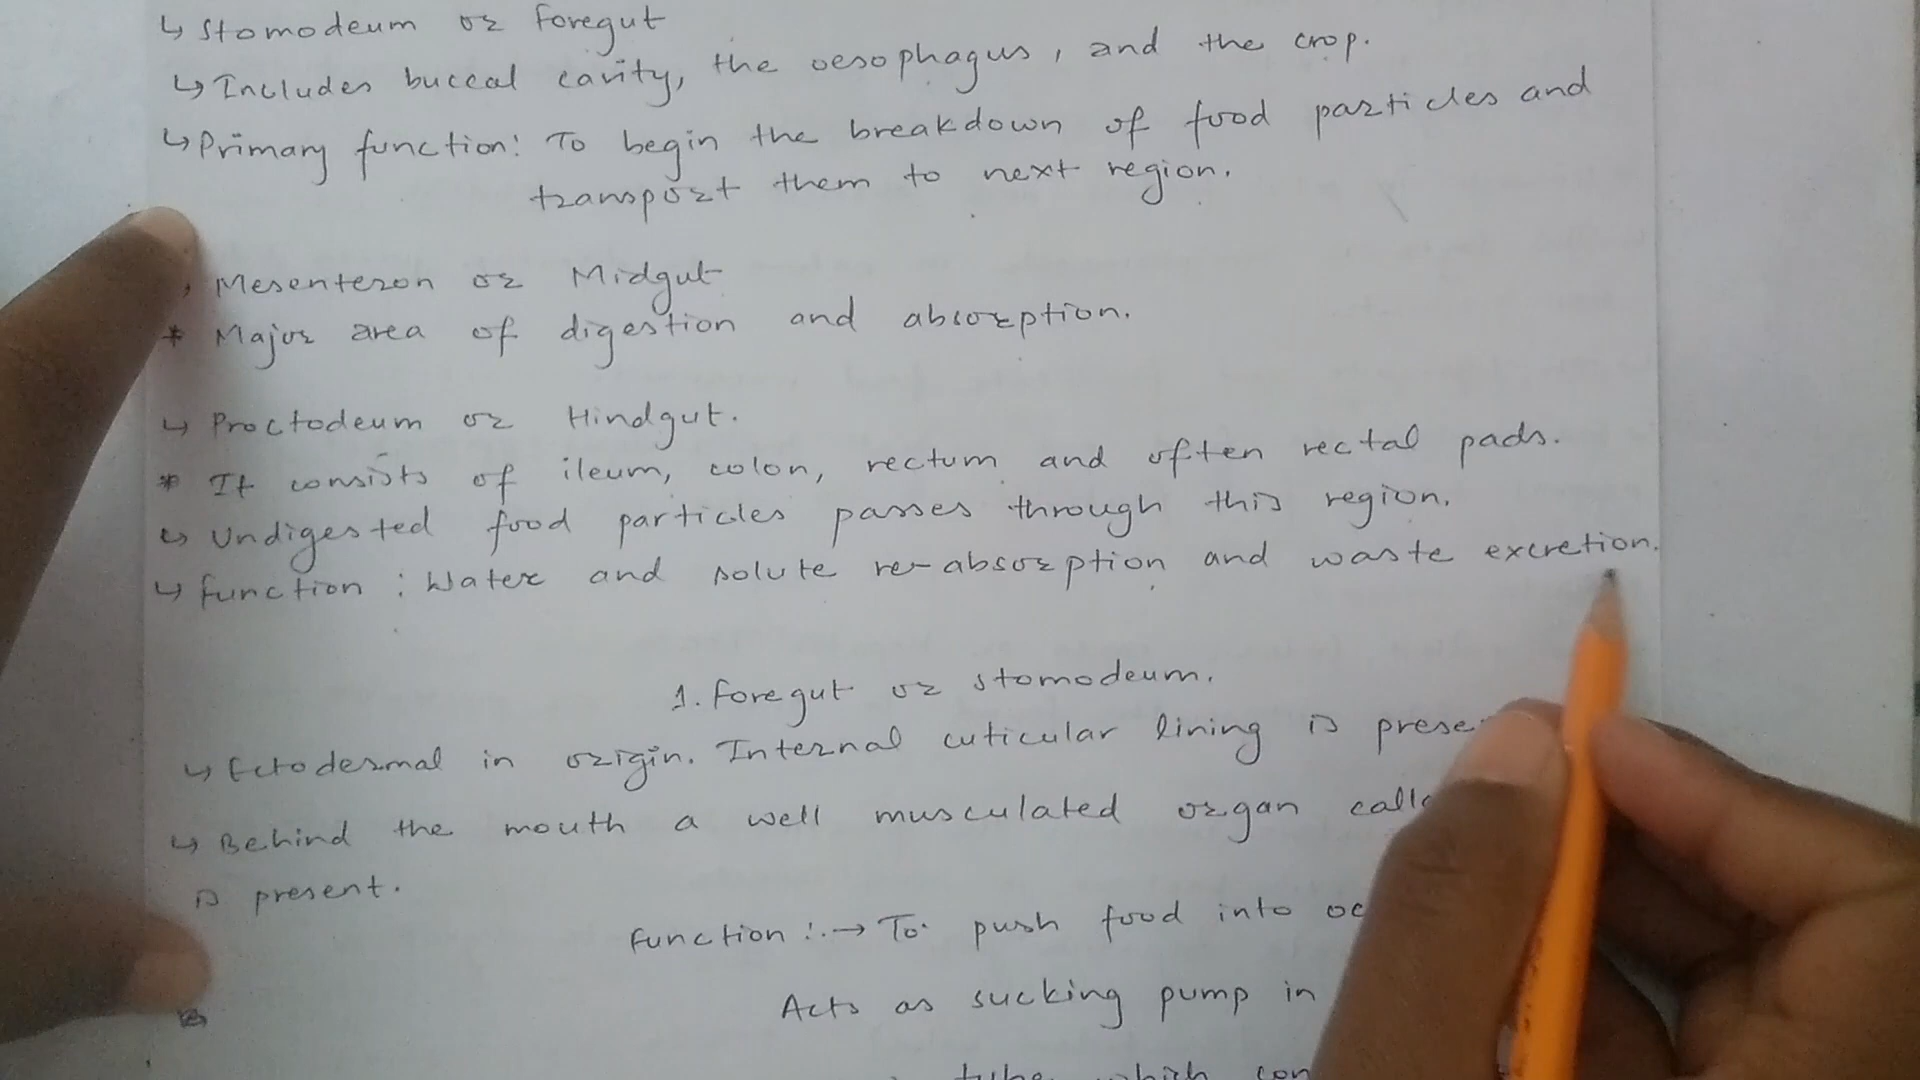 ↳ Stomodeum or foregut
↳ Includes buccal cavity, the oesophagus, and the crop.
↳ Primary function: To begin the breakdown of food particles and
transport them to next region.
Mesenteron or Midgut
* Major area of digestion and absorption.
↳ Proctodeum or Hindgut.
* It consists of ileum, colon, rectum and often rectal pads.
↳ Undigested food particles passes through this region.
↳ function : Water and solute re-absorption and waste excretion.
1. foregut or stomodeum.
↳ Ectodermal in origin. Internal cuticular lining is
↳ Behind the mouth a well musculated organ
is present.
function :→ To push food into
Acts as sucking pump in
which